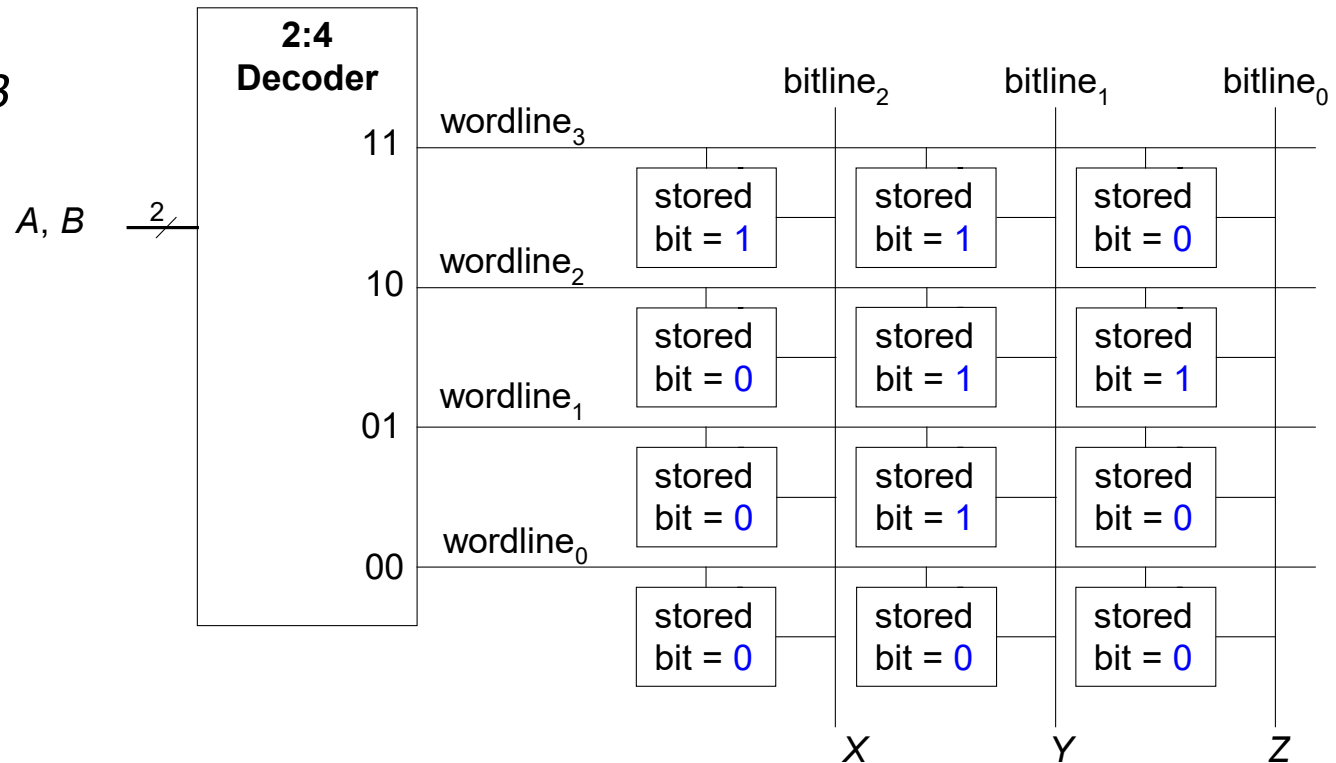 2:4
Decoder
B
bitline₂ bitline₁ bitline₀
wordline₃
11
stored stored stored
bit = 1 bit = 1 bit = 0
A, B 2
wordline₂
10
stored stored stored
bit = 0 bit = 1 bit = 1
wordline₁
01
stored stored stored
bit = 0 bit = 1 bit = 0
wordline₀
00
stored stored stored
bit = 0 bit = 0 bit = 0
X Y Z